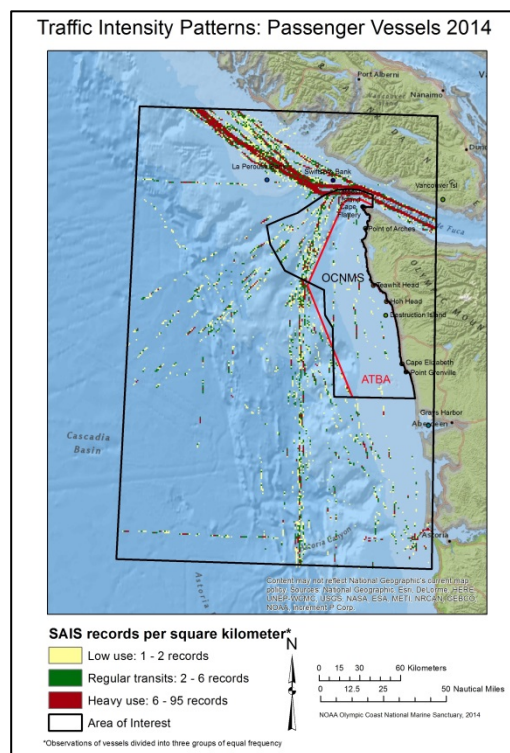 Traffic Intensity Patterns: Passenger Vessels 2014
Port Alberni
Nanaimo
La Perouse
Swiftsure Bank
Vancouver Isl
de Fuca
Cape
Flattery
Point of Arches
OCNMS
Teawhit Head
Hoh Head
Destruction Island
OLYMPIC MOUN
Cape Elizabeth
Point Grenville
ATBA
Grays Harbor
Aberdeen
Cascadia
Basin
Astoria
Astoria Canyon
Content may not reflect National Geographic's current map
policy. Sources: National Geographic, Esri, DeLorme, HERE,
UNEP-WCMC, USGS, NASA, ESA, METI, NRCAN, GEBCO,
NOAA, increment P Corp.
SAIS records per square kilometer*
Low use: 1 - 2 records
Regular transits: 2 - 6 records
Heavy use: 6 - 95 records
Area of Interest
*Observations of vessels divided into three groups of equal frequency
N
0 15 30 60 Kilometers
0 12.5 25 50 Nautical Miles
NOAA Olympic Coast National Marine Sanctuary, 2014